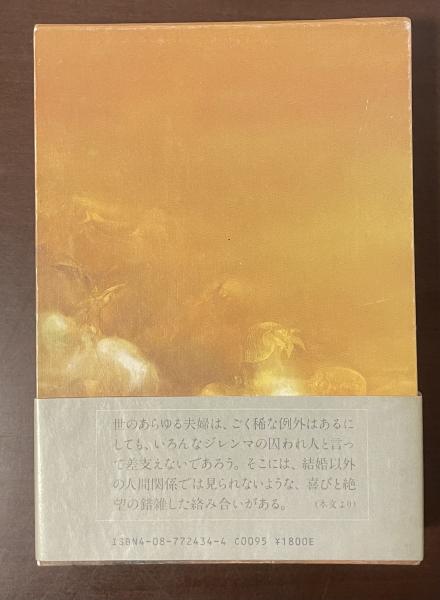 世のあらゆる夫婦は、ごく稀な例外はあるに
しても、いろんなジレンマの囚われ人と言っ
て差支えないであろう。そこには、結婚以外
の人間関係では見られないような、喜びと絶
望の錯雑した絡み合いがある。（本文より）
ISBN4-08-772434-4 C0095 ¥1800E